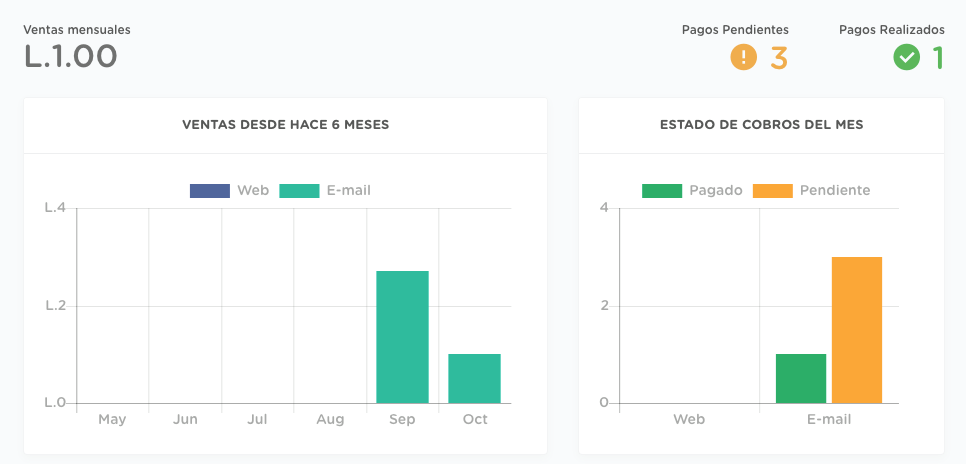 Ventas mensuales
L.1.00
Pagos Pendientes
! 3
Pagos Realizados
1
VENTAS DESDE HACE 6 MESES
Web E-mail
L.4
L.2
L.0
May Jun Jul Aug Sep Oct
ESTADO DE COBROS DEL MES
Pagado Pendiente
4
2
0
Web E-mail